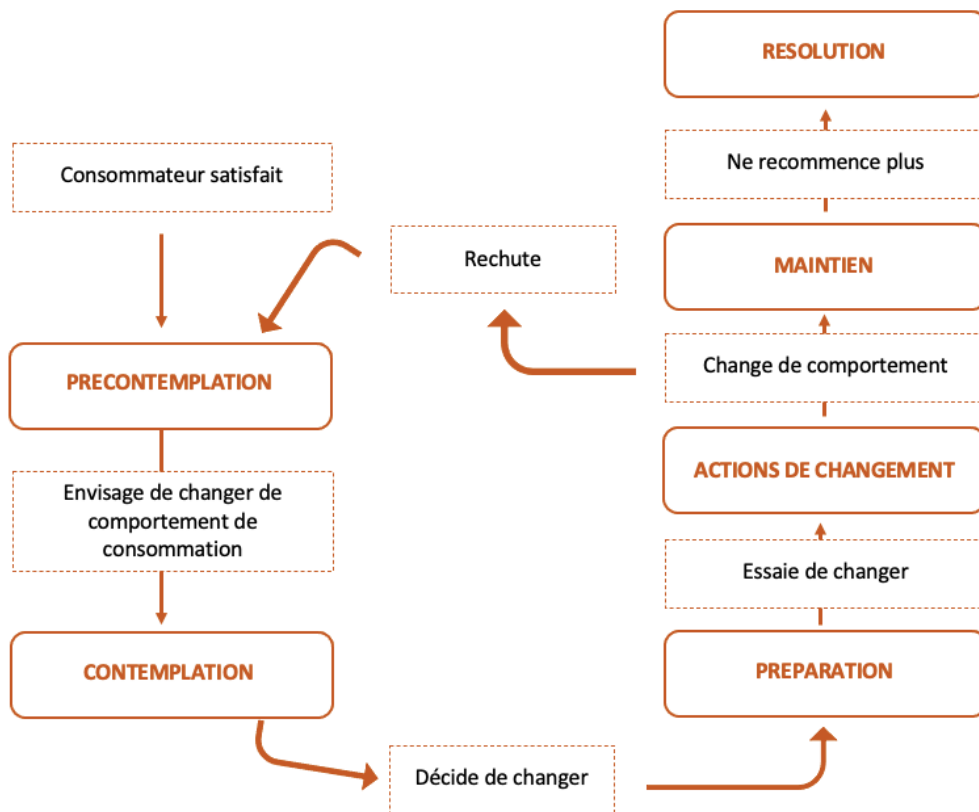 RESOLUTION
Consommateur satisfait
Ne recommence plus
Rechute
MAINTIEN
PRECONTEMPLATION
Change de comportement
Envisage de changer de
comportement de
consommation
ACTIONS DE CHANGEMENT
Essaie de changer
CONTEMPLATION
PREPARATION
Décide de changer